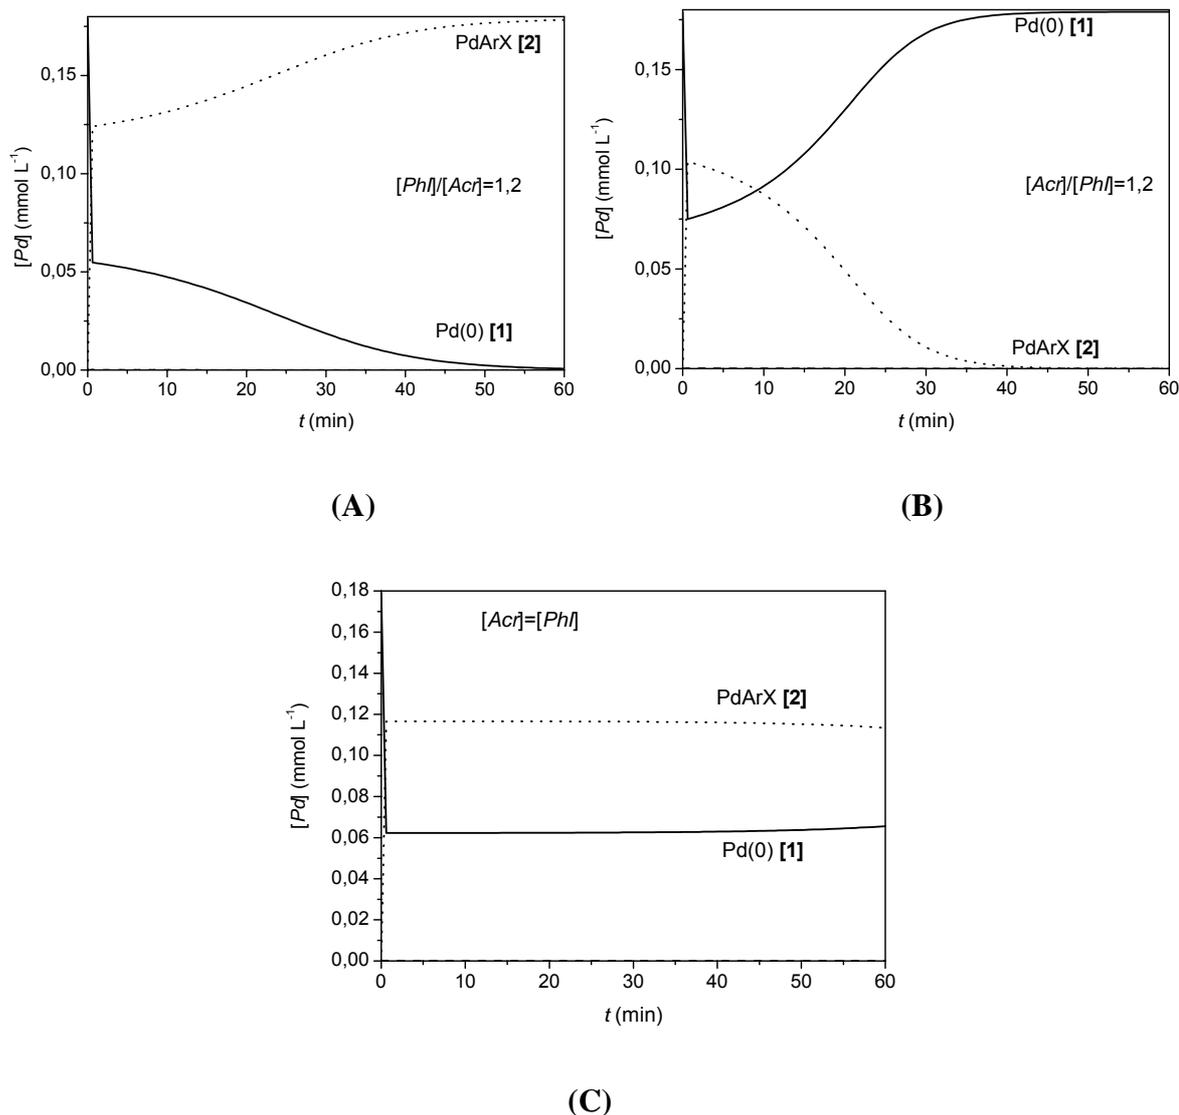 0,15
0,10
0,05
0,00
[Pd] (mmol L⁻¹)
PdArX [2]
[PhI]/[Acr]=1,2
Pd(0) [1]
0 10 20 30 40 50 60
t (min)
(A)
0,15
0,10
0,05
0,00
[Pd] (mmol L⁻¹)
Pd(0) [1]
[Acr]/[PhI]=1,2
PdArX [2]
0 10 20 30 40 50 60
t (min)
(B)
0,18
0,16
0,14
0,12
0,10
0,08
0,06
0,04
0,02
0,00
[Pd] (mmol L⁻¹)
[Acr]=[PhI]
PdArX [2]
Pd(0) [1]
0 10 20 30 40 50 60
t (min)
(C)